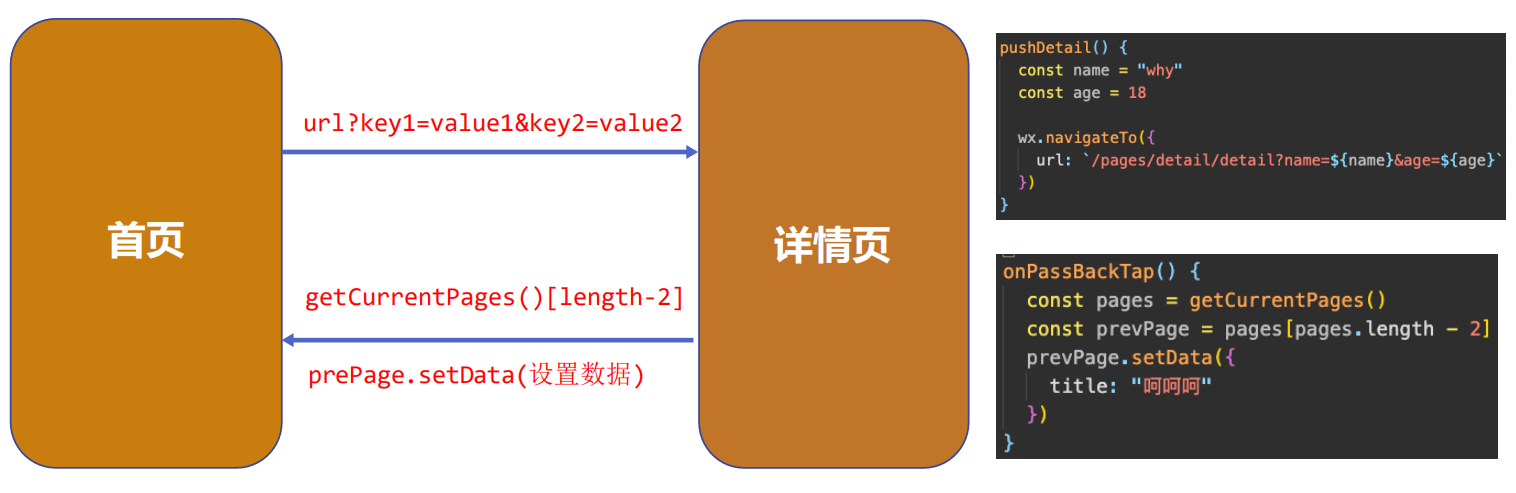 首页
url?key1=value1&key2=value2
getCurrentPages()[length-2]
prePage.setData(设置数据)
详情页
pushDetail() {
const name = "why"
const age = 18
wx.navigateTo({
url: `/pages/detail/detail?name=${name}&age=${age}`
})
}
onPassBackTap() {
const pages = getCurrentPages()
const prevPage = pages[pages.length - 2]
prevPage.setData({
title: "呵呵呵"
})
}